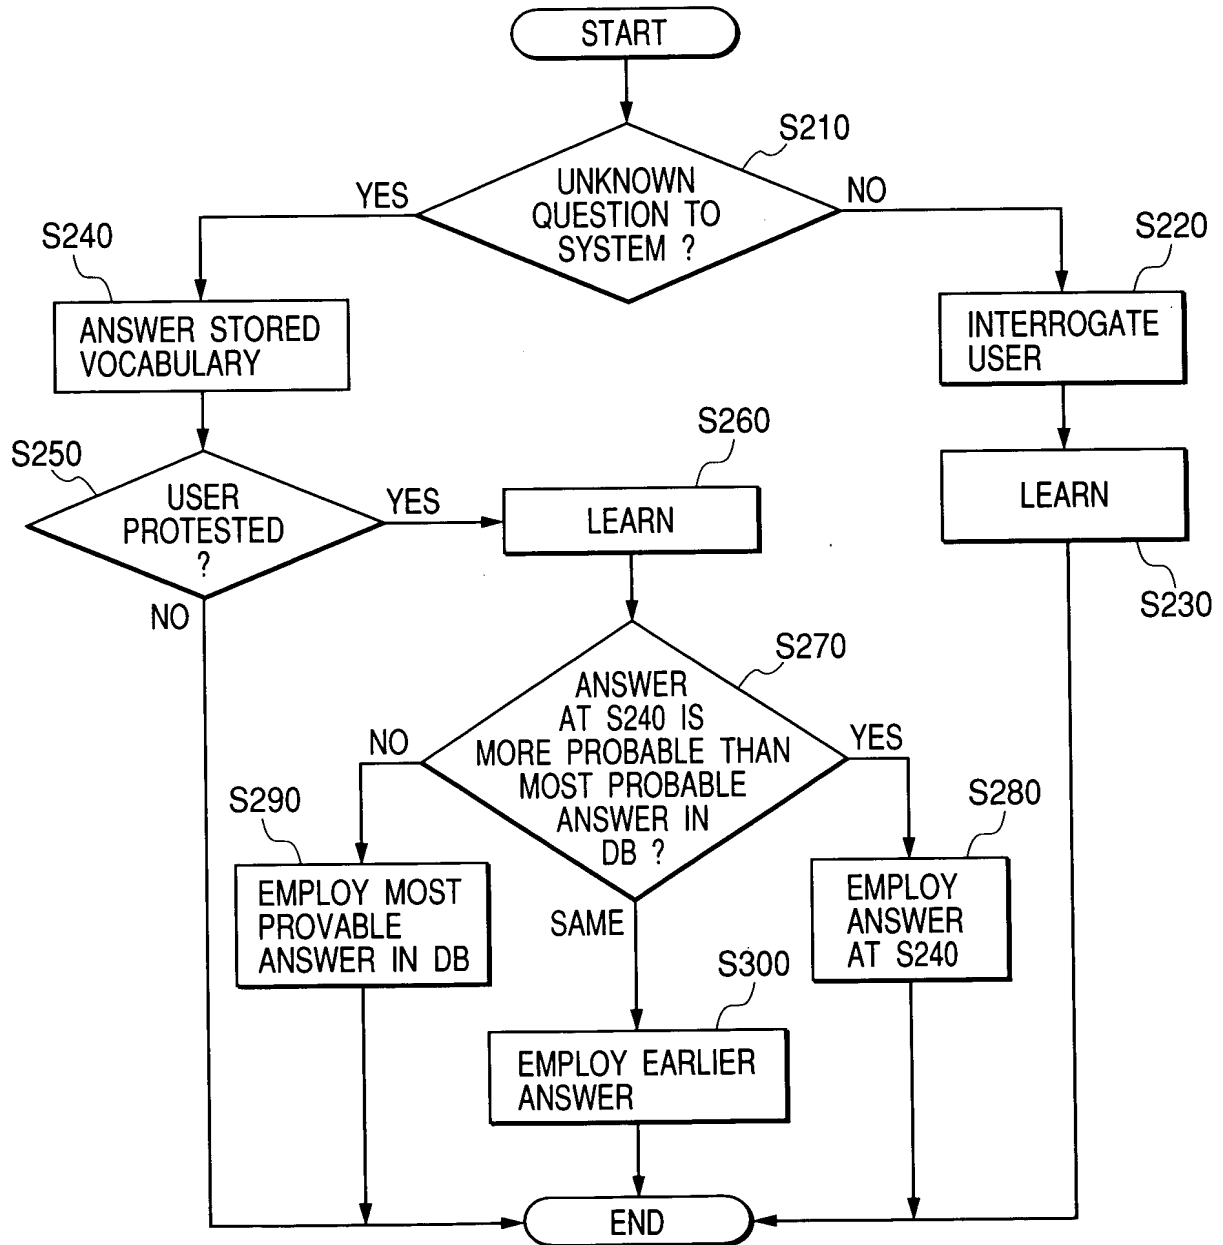 START
S210
UNKNOWN
QUESTION TO
SYSTEM ?
YES
NO
S240
S220
ANSWER STORED
VOCABULARY
INTERROGATE
USER
S250
S260
USER
PROTESTED
?
YES
LEARN
LEARN
NO
S230
S270
ANSWER
AT S240 IS
MORE PROBABLE THAN
MOST PROBABLE
ANSWER IN
DB ?
NO
YES
S290
S280
EMPLOY MOST
PROVABLE
ANSWER IN DB
SAME
EMPLOY
ANSWER
AT S240
S300
EMPLOY EARLIER
ANSWER
END